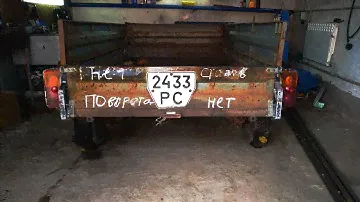 Нет стопов
2433
РС
поворота нет